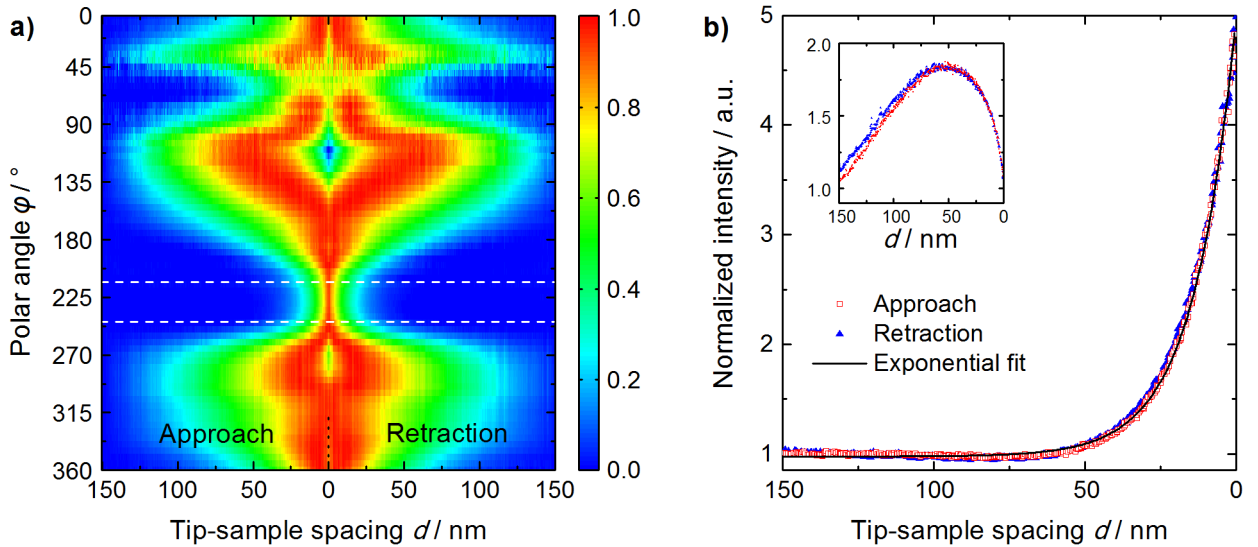 a)
0
45
90
135
180
225
270
315
360
Polar angle φ / °
Approach
Retraction
150 100 50 0 50 100 150
Tip-sample spacing d / nm
1.0
0.8
0.6
0.4
0.2
0.0
b)
5
4
3
2
1
Normalized intensity / a.u.
2.0
1.5
1.0
150 100 50 0
d / nm
Approach
Retraction
Exponential fit
150 100 50 0
Tip-sample spacing d / nm